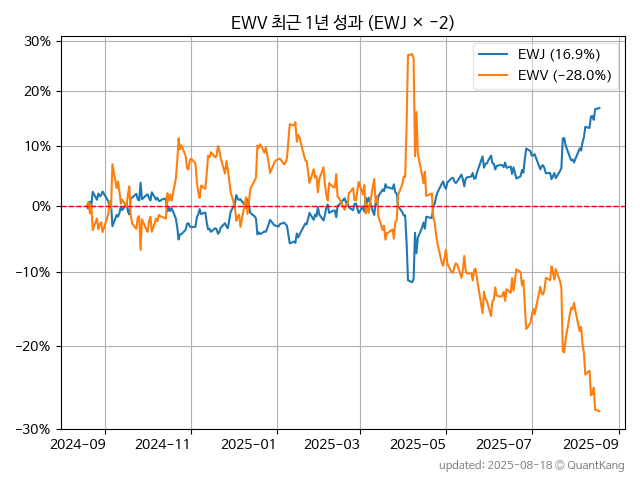 EWV 최근 1년 성과 (EWJ × −2)
EWJ (16.9%)
EWV (−28.0%)
30%
20%
10%
0%
−10%
−20%
−30%
2024-09 2024-11 2025-01 2025-03 2025-05 2025-07 2025-09
updated: 2025-08-18 © QuantKang